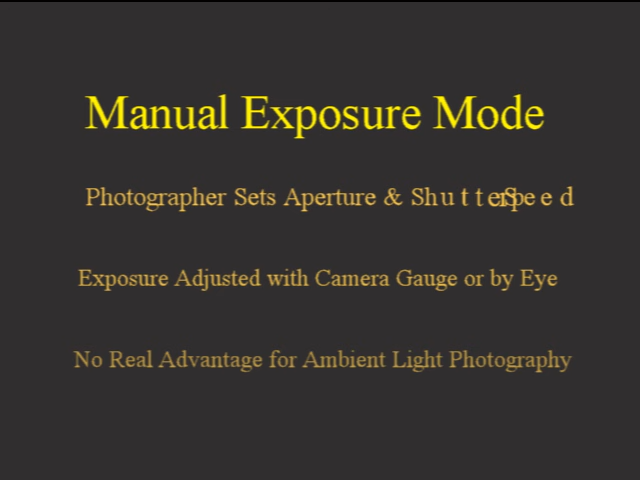 Manual Exposure Mode
Photographer Sets Aperture & Shutter Speed
Exposure Adjusted with Camera Gauge or by Eye
No Real Advantage for Ambient Light Photography